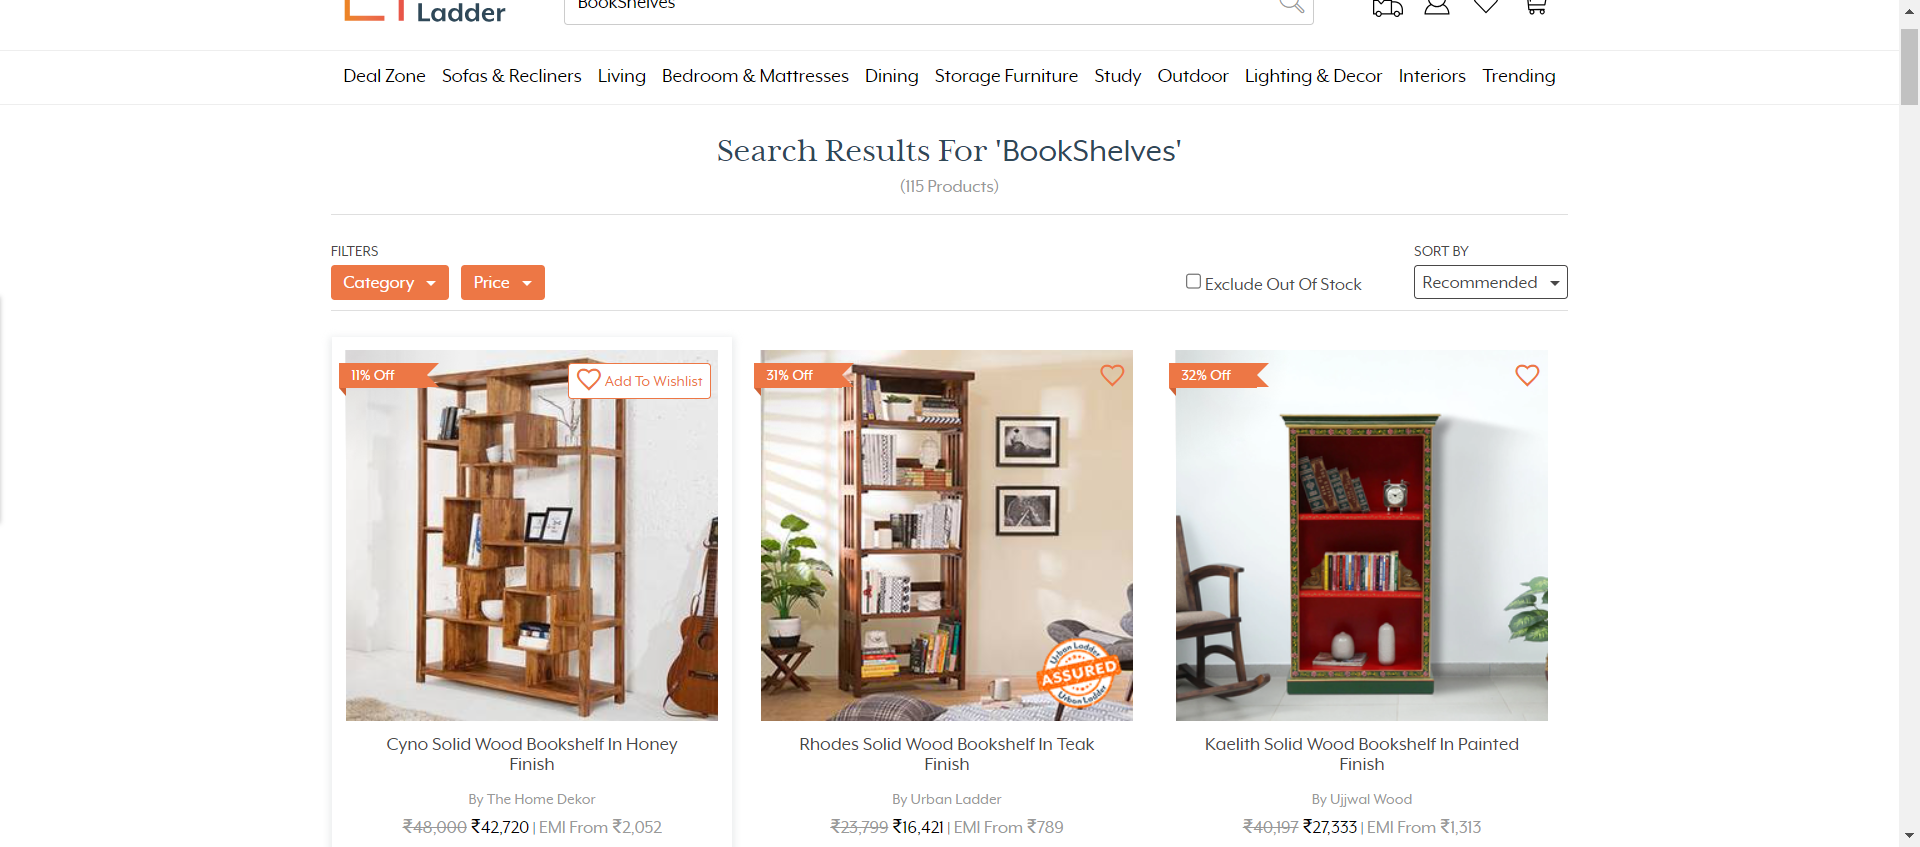 Ladder
BookShelves
Deal Zone Sofas & Recliners Living Bedroom & Mattresses Dining Storage Furniture Study Outdoor Lighting & Decor Interiors Trending
Search Results For 'BookShelves'
(115 Products)
FILTERS
SORT BY
Category Price
Exclude Out Of Stock
Recommended
11% Off
Add To Wishlist
31% Off
32% Off
Urban Ladder
ASSURED
Urban Ladder
Cyno Solid Wood Bookshelf In Honey
Finish
By The Home Dekor
₹48,000 ₹42,720 | EMI From ₹2,052
Rhodes Solid Wood Bookshelf In Teak
Finish
By Urban Ladder
₹23,799 ₹16,421 | EMI From ₹789
Kaelith Solid Wood Bookshelf In Painted
Finish
By Ujjwal Wood
₹40,197 ₹27,333 | EMI From ₹1,313